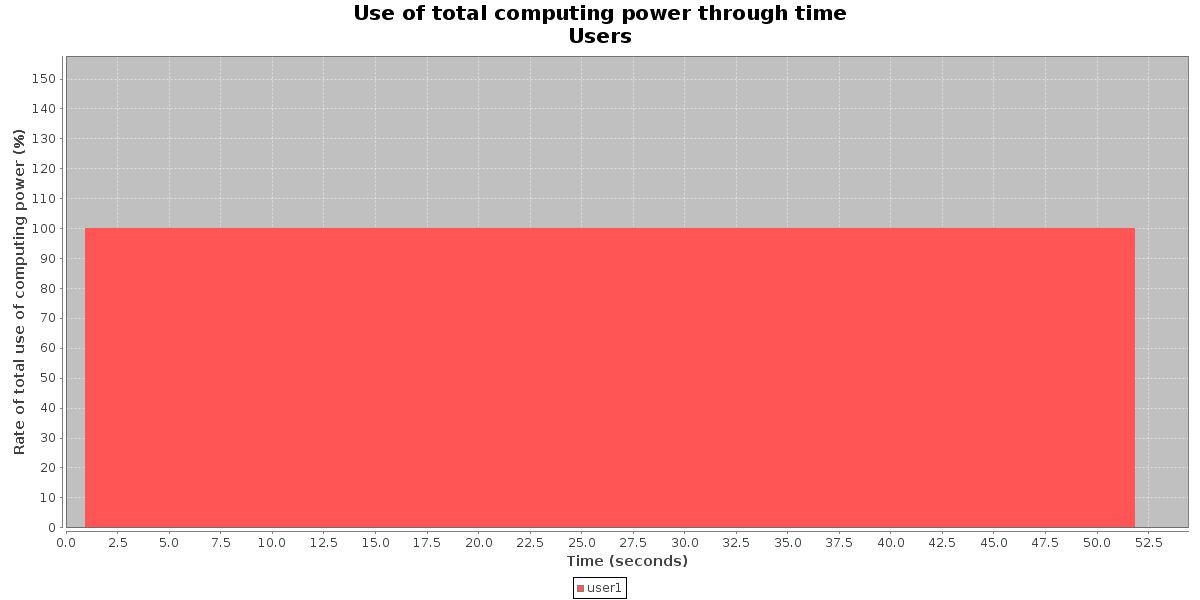 Use of total computing power through time
Users
Rate of total use of computing power (%)
150
140
130
120
110
100
90
80
70
60
50
40
30
20
10
0
0.0 2.5 5.0 7.5 10.0 12.5 15.0 17.5 20.0 22.5 25.0 27.5 30.0 32.5 35.0 37.5 40.0 42.5 45.0 47.5 50.0 52.5
Time (seconds)
user1